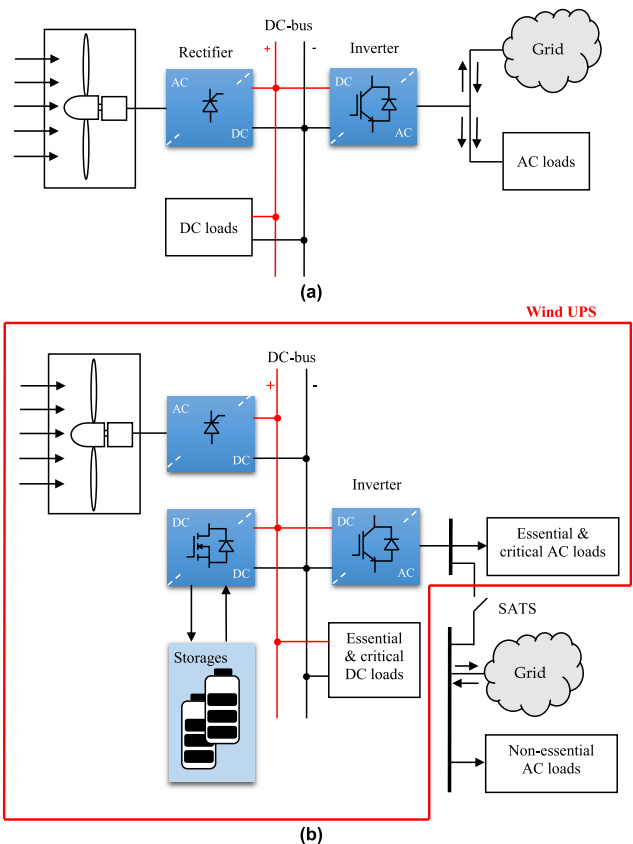 DC-bus
Rectifier
+
-
Inverter
AC
DC
DC
AC
Grid
AC loads
DC loads
(a)
Wind UPS
DC-bus
+
-
AC
DC
Inverter
DC
DC
DC
AC
Essential &
critical AC loads
SATS
Storages
Essential
& critical
DC loads
Grid
Non-essential
AC loads
(b)